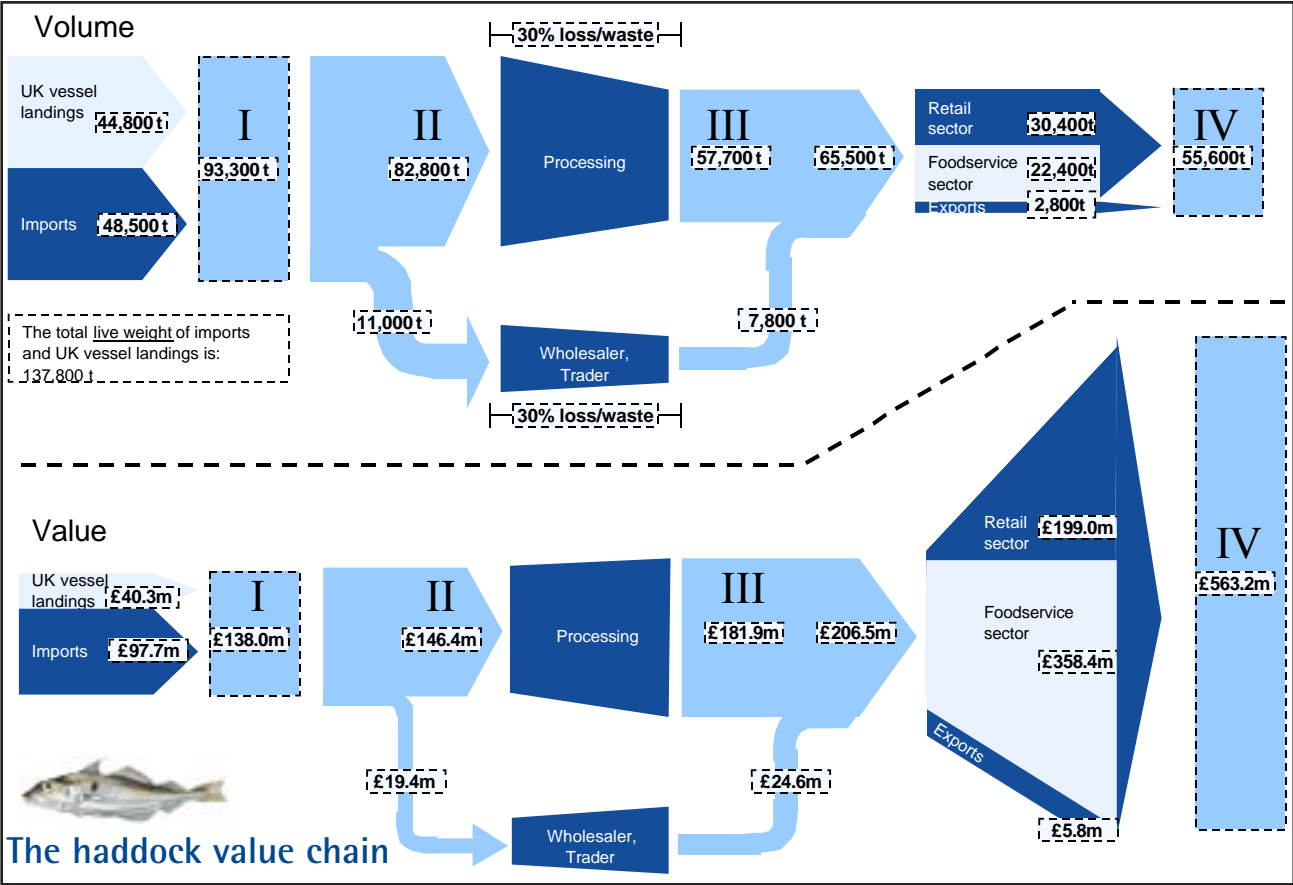 Volume
30% loss/waste
UK vessel
landings
44,800 t
I
93,300 t
II
82,800 t
Processing
III
57,700 t
65,500 t
Retail
sector
30,400t
Foodservice
sector
22,400t
Exports
2,800t
IV
55,600t
Imports
48,500 t
11,000 t
7,800 t
The total live weight of imports
and UK vessel landings is:
137,800 t
Wholesaler,
Trader
30% loss/waste
Value
UK vessel
landings
£40.3m
Imports
£97.7m
I
£138.0m
II
£146.4m
Processing
III
£181.9m
£206.5m
Retail
sector
£199.0m
Foodservice
sector
£358.4m
Exports
£5.8m
IV
£563.2m
£19.4m
£24.6m
Wholesaler,
Trader
The haddock value chain